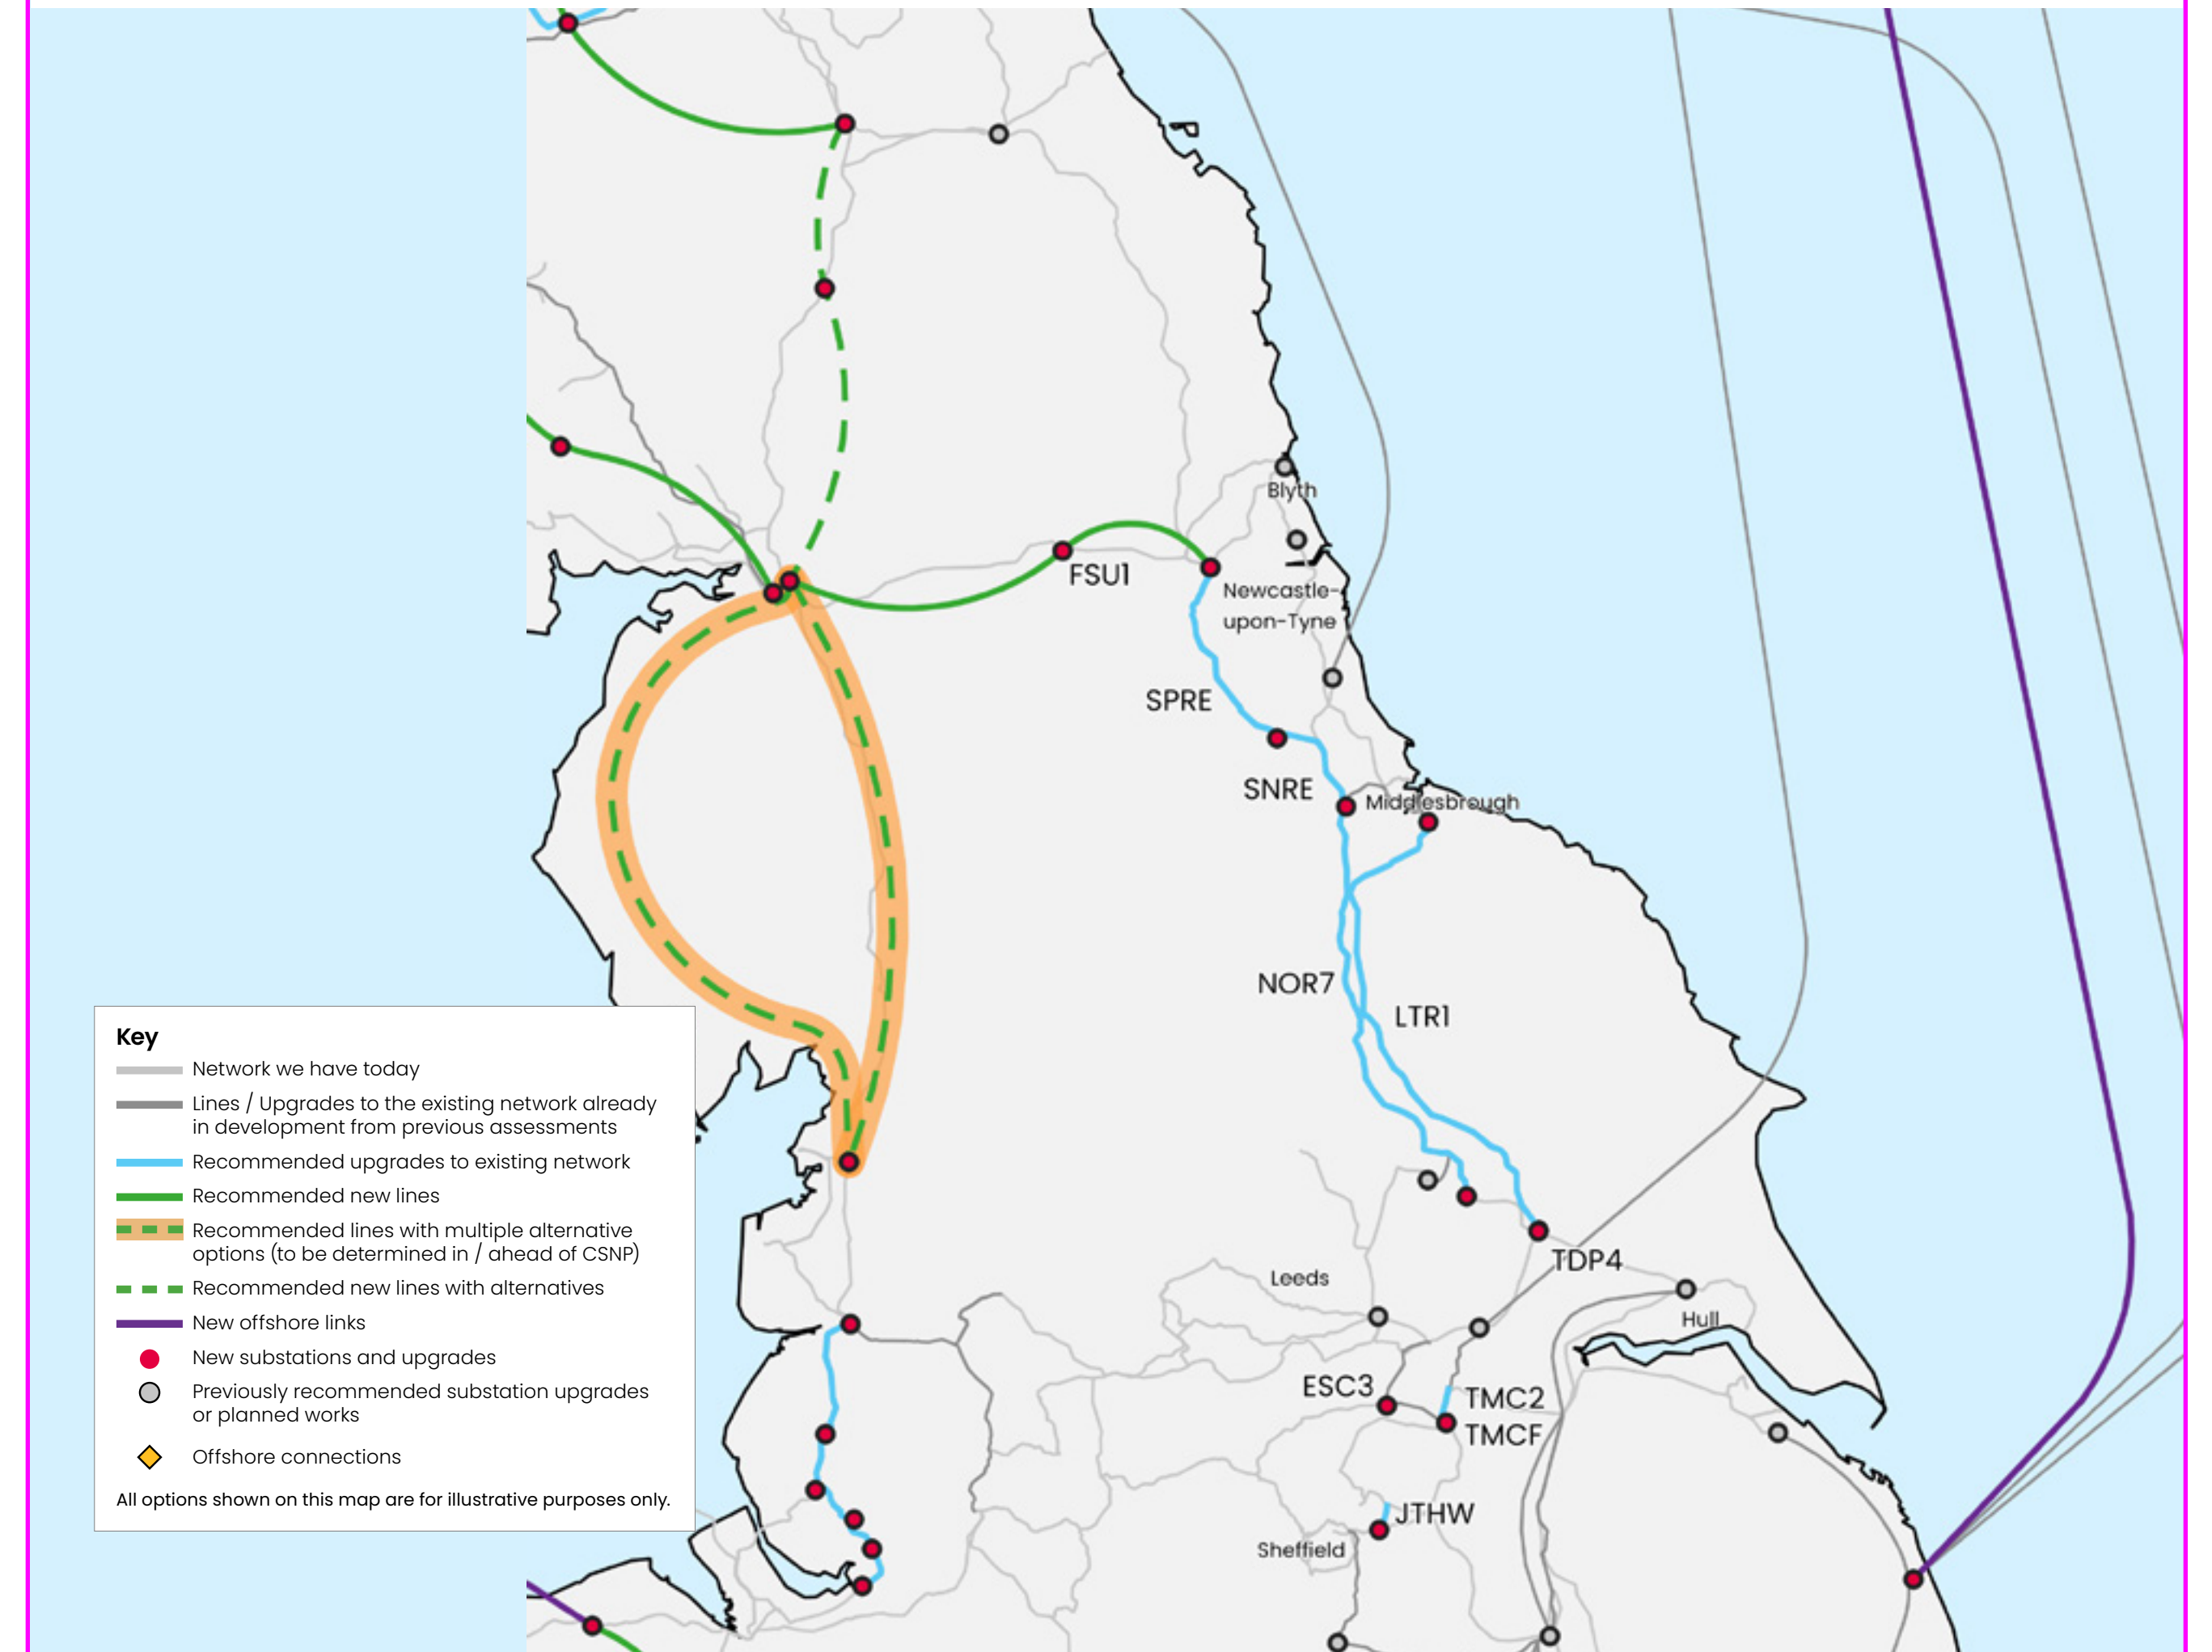 Blyth
FSU1
Newcastle-
upon-Tyne
SPRE
SNRE
Middlesbrough
NOR7
LTR1
TDP4
Leeds
Hull
ESC3
TMC2
TMCF
JTHW
Sheffield
Key
Network we have today
Lines / Upgrades to the existing network already
in development from previous assessments
Recommended upgrades to existing network
Recommended new lines
Recommended lines with multiple alternative
options (to be determined in / ahead of CSNP)
Recommended new lines with alternatives
New offshore links
New substations and upgrades
Previously recommended substation upgrades
or planned works
Offshore connections
All options shown on this map are for illustrative purposes only.